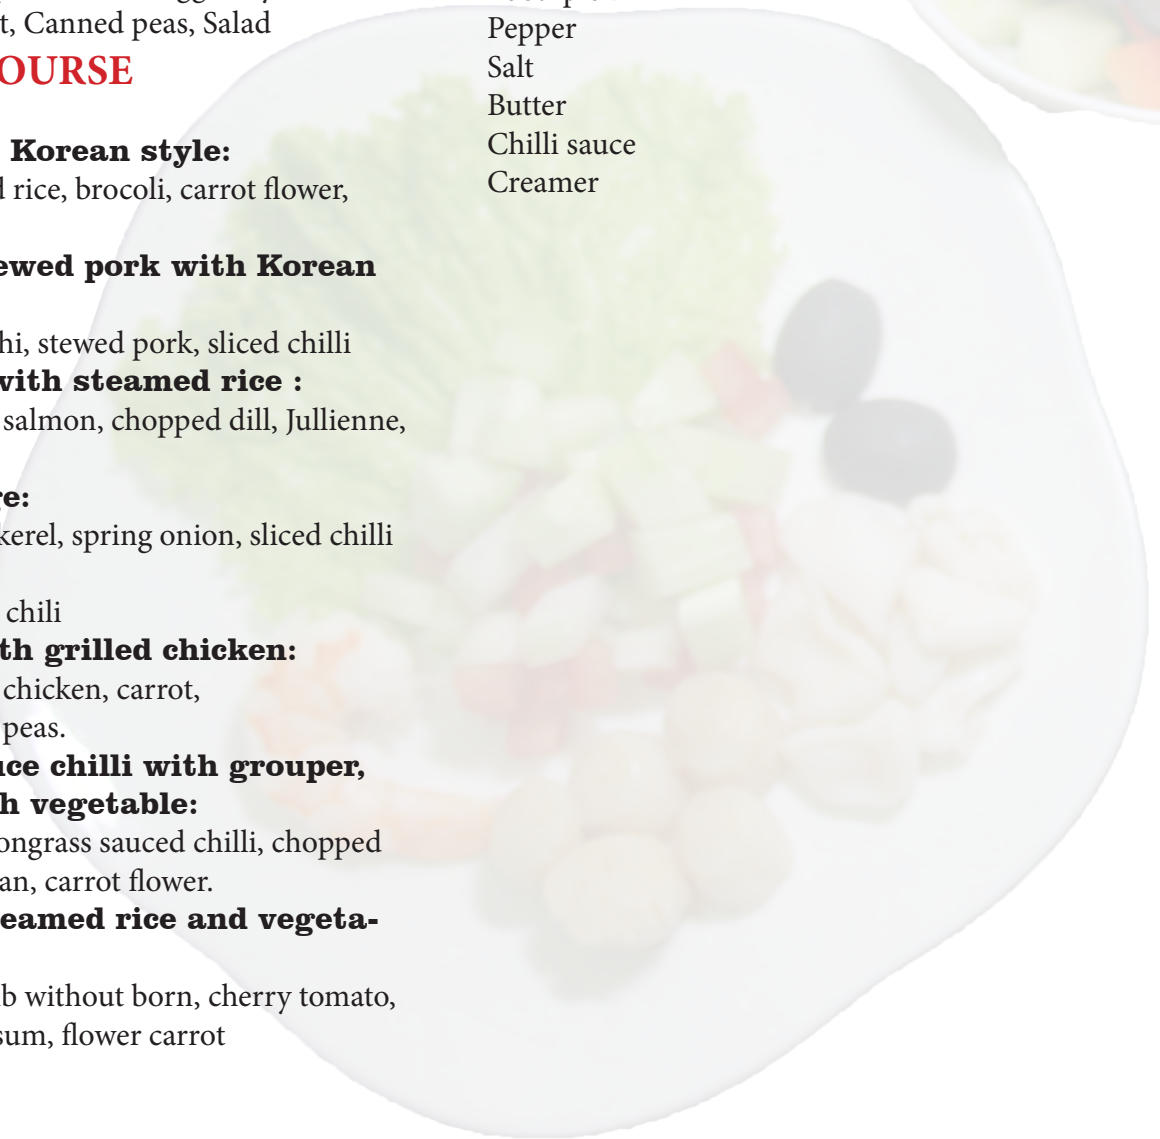 t, Canned peas, Salad
OURSE
Korean style:
rice, brocoli, carrot flower,
ewed pork with Korean
hi, stewed pork, sliced chilli
with steamed rice :
salmon, chopped dill, Jullienne,
ge:
kerel, spring onion, sliced chilli
chili
th grilled chicken:
chicken, carrot,
peas.
uce chilli with grouper,
h vegetable:
ongrass sauced chilli, chopped
an, carrot flower.
eamed rice and vegeta-
b without born, cherry tomato,
sum, flower carrot
Pepper
Salt
Butter
Chilli sauce
Creamer